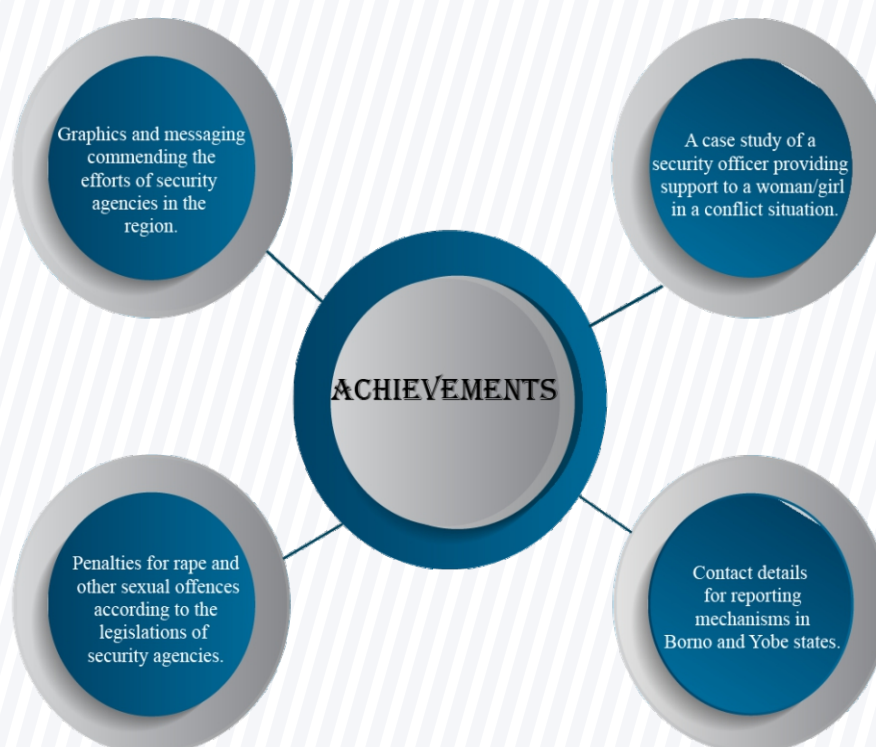 Graphics and messaging
commending the
efforts of security
agencies in the
region.
A case study of a
security officer providing
support to a woman/girl
in a conflict situation.
ACHIEVEMENTS
Penalties for rape and
other sexual offences
according to the
legislations of
security agencies.
Contact details
for reporting
mechanisms in
Borno and Yobe states.